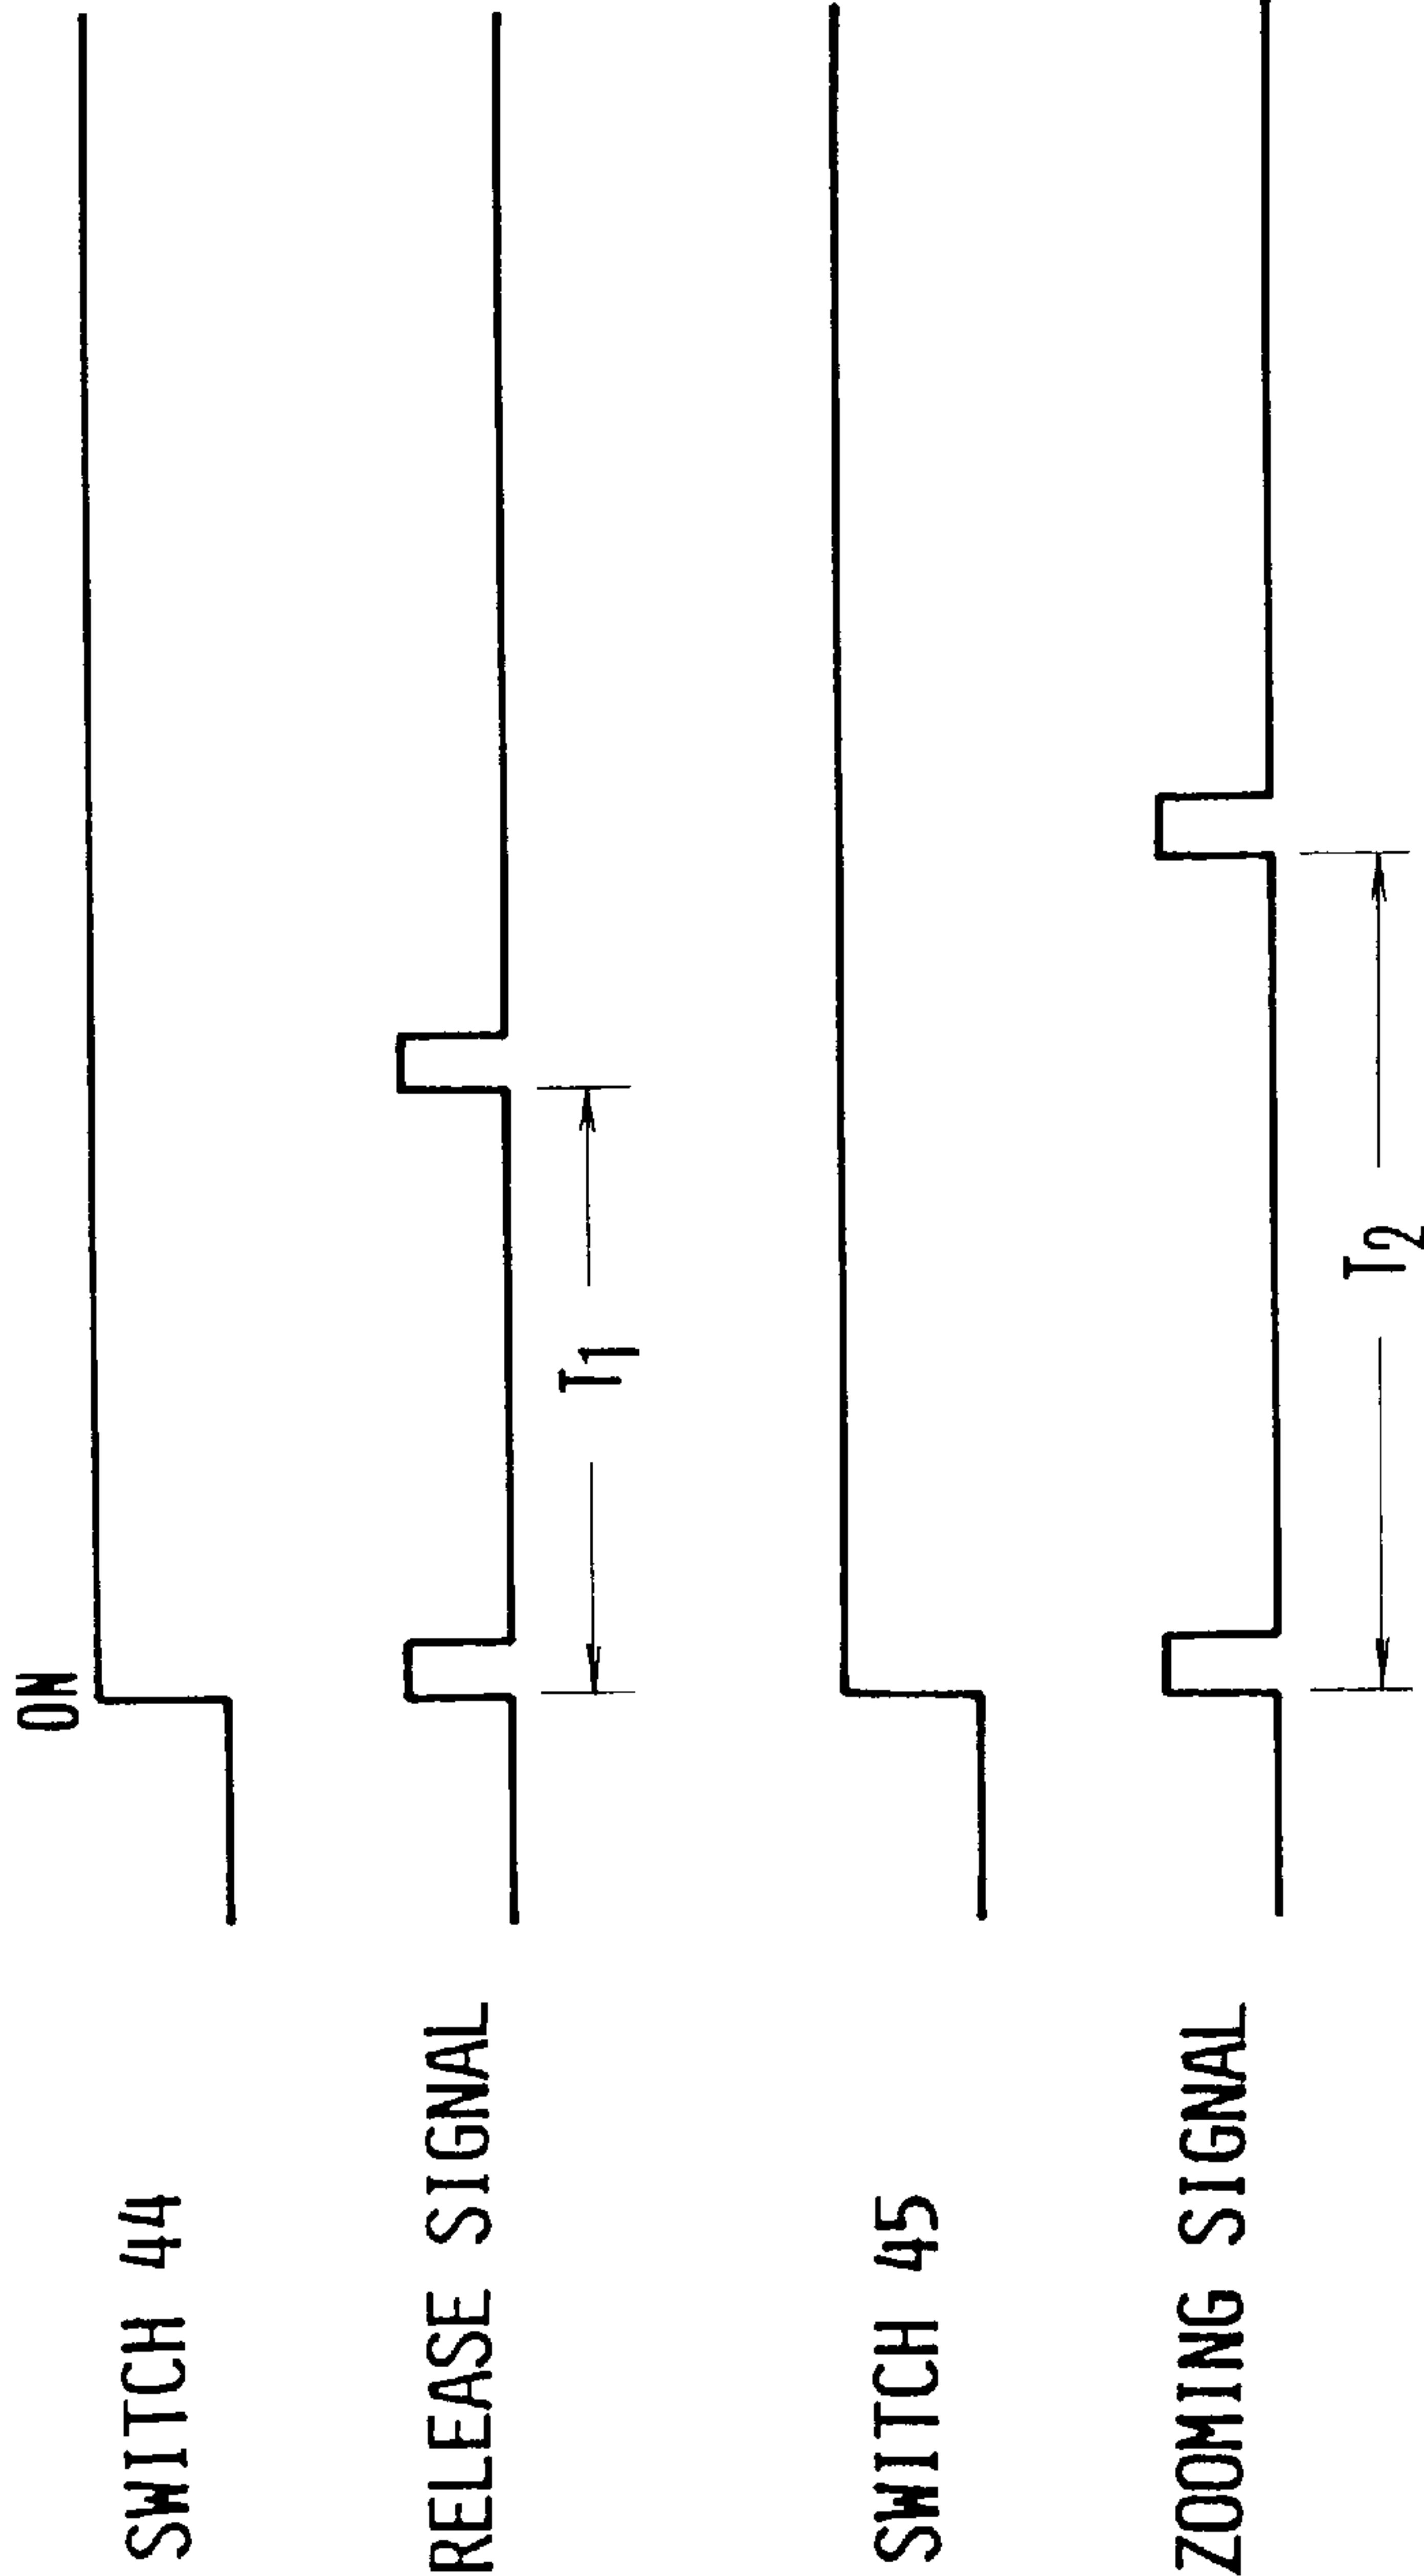 ON
SWITCH 44
RELEASE SIGNAL
T1
SWITCH 45
ZOOMING SIGNAL
T2